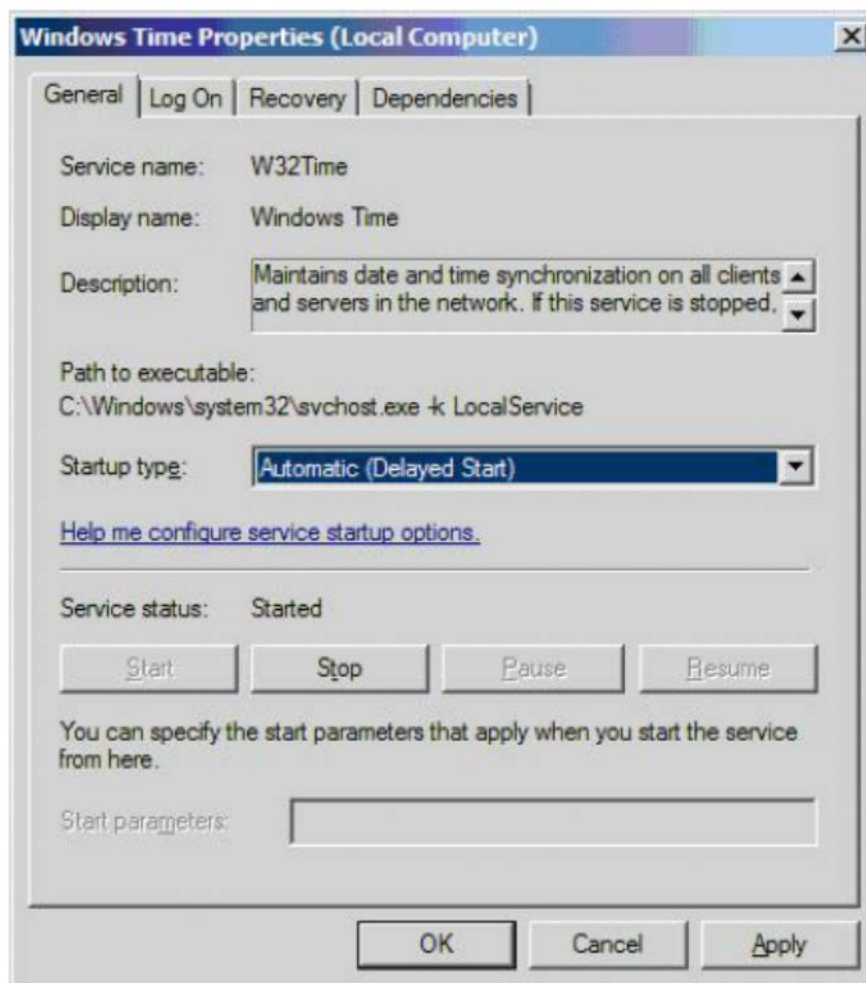 Windows Time Properties (Local Computer)
General Log On Recovery Dependencies
Service name: W32Time
Display name: Windows Time
Description: Maintains date and time synchronization on all clients
and servers in the network. If this service is stopped,
Path to executable:
C:\Windows\system32\svchost.exe -k LocalService
Startup type: Automatic (Delayed Start)
Help me configure service startup options.
Service status: Started
Start Stop Pause Resume
You can specify the start parameters that apply when you start the service
from here.
Start parameters:
OK Cancel Apply